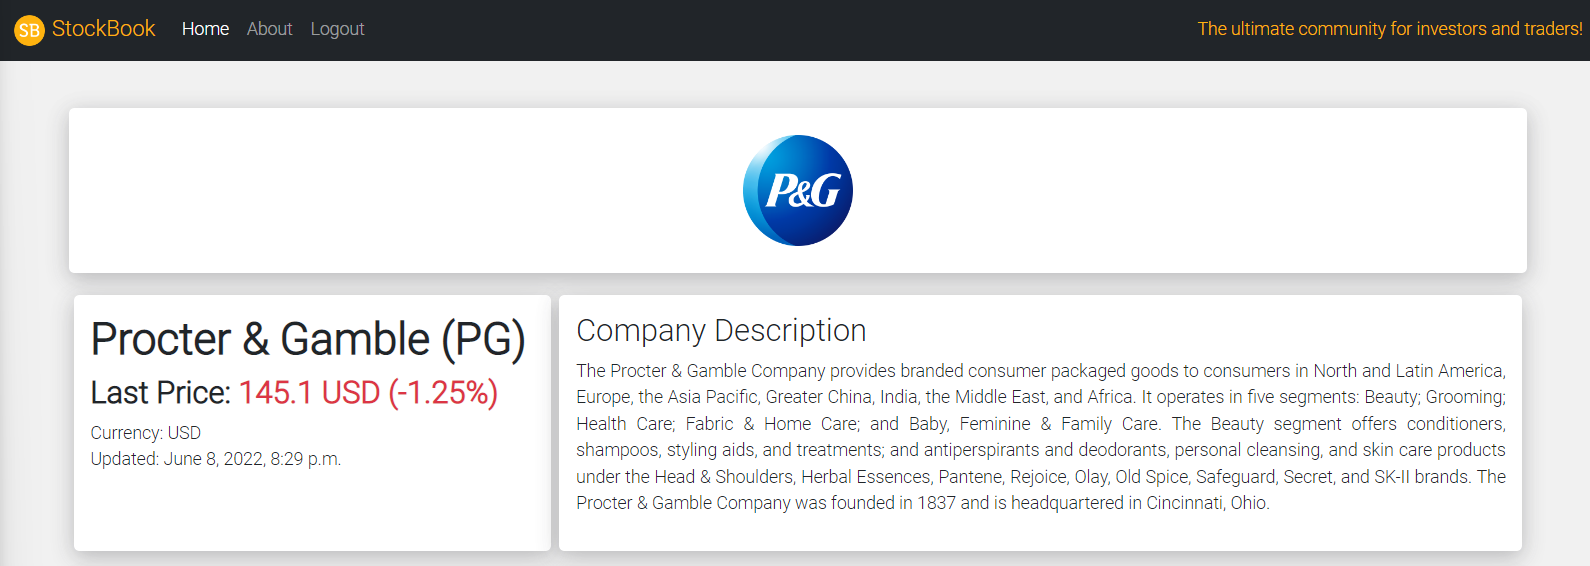 SB StockBook Home About Logout The ultimate community for investors and traders!
P&G
Procter & Gamble (PG)
Last Price: 145.1 USD (-1.25%)
Currency: USD
Updated: June 8, 2022, 8:29 p.m.
Company Description
The Procter & Gamble Company provides branded consumer packaged goods to consumers in North and Latin America,
Europe, the Asia Pacific, Greater China, India, the Middle East, and Africa. It operates in five segments: Beauty; Grooming;
Health Care; Fabric & Home Care; and Baby, Feminine & Family Care. The Beauty segment offers conditioners,
shampoos, styling aids, and treatments; and antiperspirants and deodorants, personal cleansing, and skin care products
under the Head & Shoulders, Herbal Essences, Pantene, Rejoice, Olay, Old Spice, Safeguard, Secret, and SK-II brands. The
Procter & Gamble Company was founded in 1837 and is headquartered in Cincinnati, Ohio.